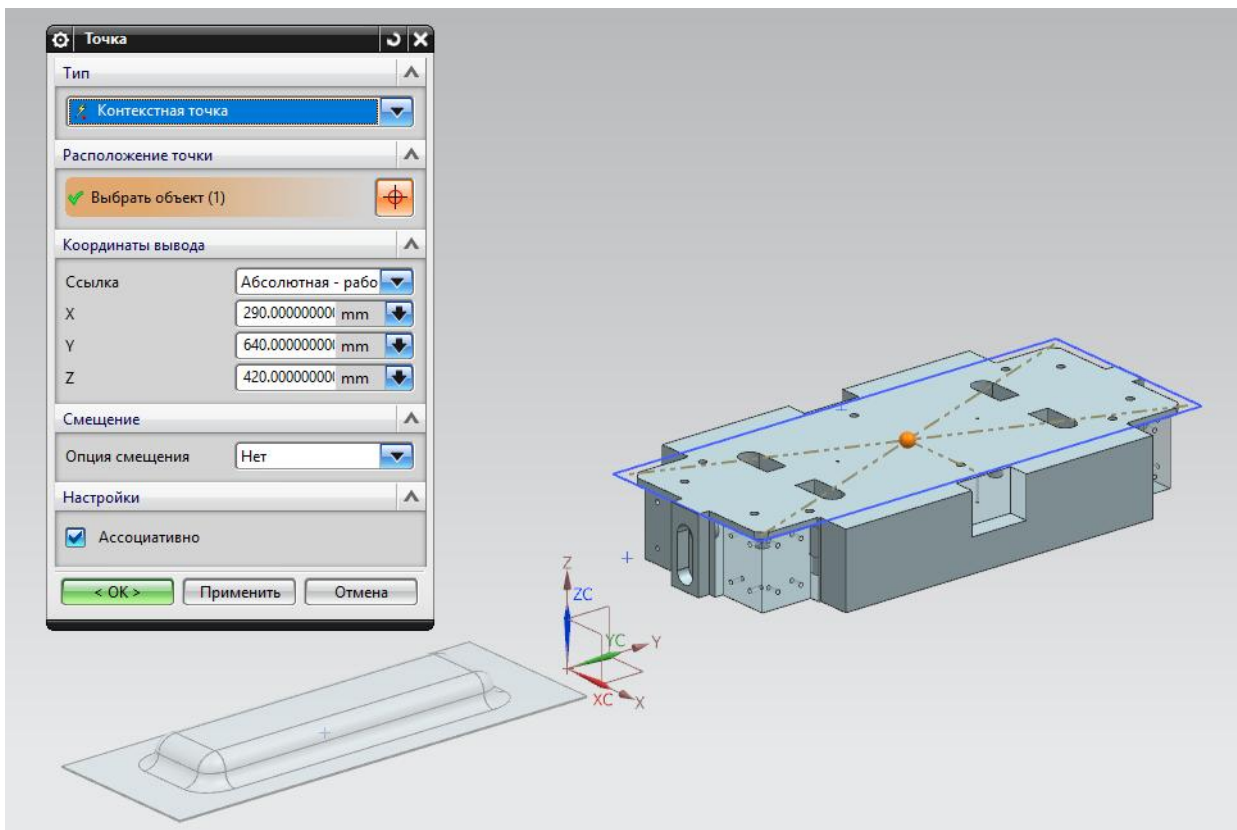 Точка
Тип
Контекстная точка
Расположение точки
Выбрать объект (1)
Координаты вывода
Ссылка Абсолютная - рабо
X 290.00000000 mm
Y 640.00000000 mm
Z 420.00000000 mm
Смещение
Опция смещения Нет
Настройки
Ассоциативно
< OK > Применить Отмена
Z
ZC
YC Y
XC X